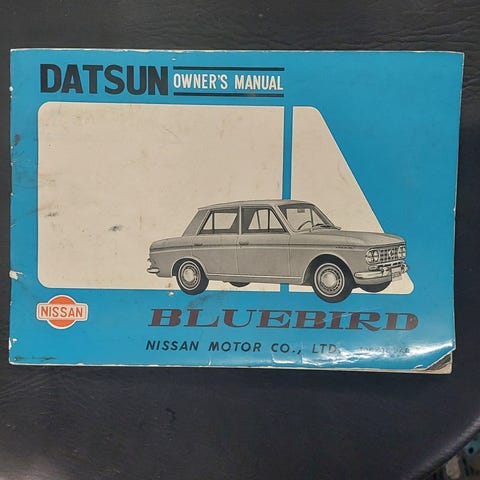 DATSUN OWNER'S MANUAL
NISSAN
BLUEBIRD
NISSAN MOTOR CO., LTD.